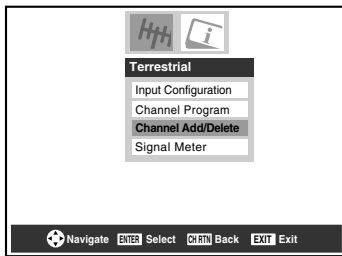 Terrestrial
Input Configuration
Channel Program
Channel Add/Delete
Signal Meter
Navigate ENTER Select CH RTN Back EXIT Exit